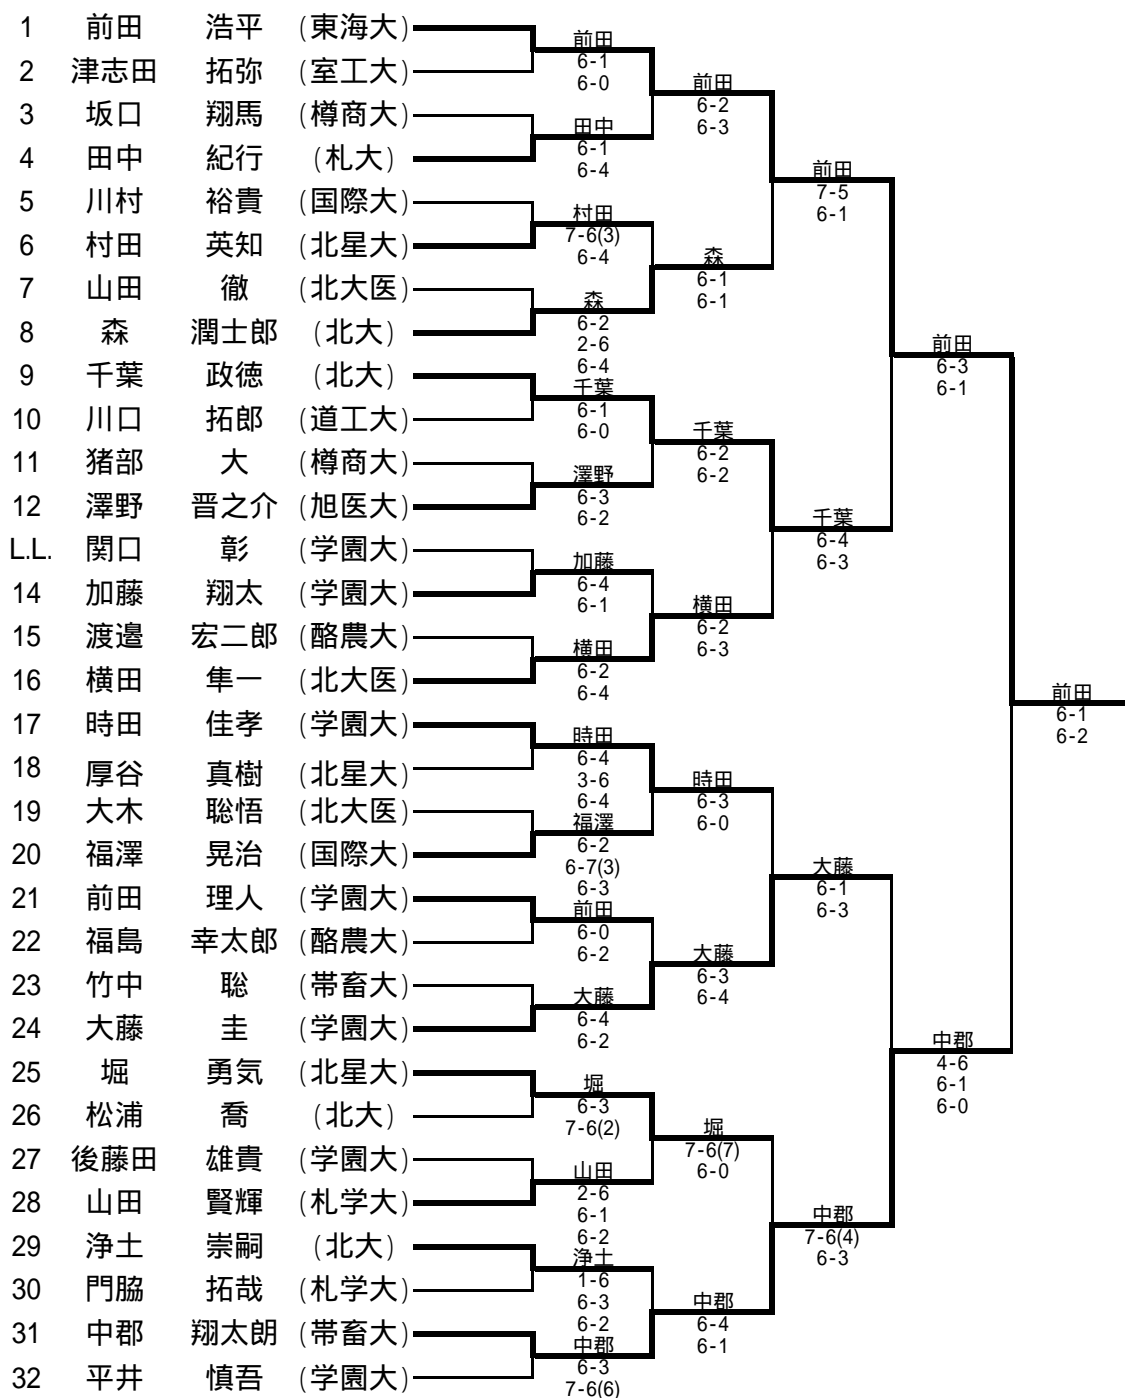 1 前田 浩平 (東海大)
2 津志田 拓弥 (室工大)
3 坂口 翔馬 (樽商大)
4 田中 紀行 (札大)
5 川村 裕貴 (国際大)
6 村田 英知 (北星大)
7 山田 徹 (北大医)
8 森 潤士郎 (北大)
9 千葉 政徳 (北大)
10 川口 拓郎 (道工大)
11 猪部 大 (樽商大)
12 澤野 晋之介 (旭医大)
L.L. 関口 彰 (学園大)
14 加藤 翔太 (学園大)
15 渡邉 宏二郎 (酪農大)
16 横田 隼一 (北大医)
17 時田 佳孝 (学園大)
18 厚谷 真樹 (北星大)
19 大木 聡悟 (北大医)
20 福澤 晃治 (国際大)
21 前田 理人 (学園大)
22 福島 幸太郎 (酪農大)
23 竹中 聡 (帯畜大)
24 大藤 圭 (学園大)
25 堀 勇気 (北星大)
26 松浦 喬 (北大)
27 後藤田 雄貴 (学園大)
28 山田 賢輝 (札学大)
29 浄土 崇嗣 (北大)
30 門脇 拓哉 (札学大)
31 中郡 翔太朗 (帯畜大)
32 平井 慎吾 (学園大)
前田
6-1
6-0
田中
6-1
6-4
村田
7-6(3)
6-4
森
6-2
2-6
6-4
千葉
6-1
6-0
澤野
6-3
6-2
加藤
6-4
6-1
横田
6-2
6-4
時田
6-4
3-6
6-4
福澤
6-2
6-7(3)
6-3
前田
6-0
6-2
大藤
6-4
6-2
堀
6-3
7-6(2)
山田
2-6
6-1
6-2
浄土
1-6
6-3
6-2
中郡
6-3
7-6(6)
前田
6-2
6-3
森
6-1
6-1
千葉
6-2
6-2
横田
6-2
6-3
時田
6-3
6-0
大藤
6-3
6-4
堀
7-6(7)
6-0
中郡
6-4
6-1
前田
7-5
6-1
千葉
6-4
6-3
大藤
6-1
6-3
中郡
7-6(4)
6-3
前田
6-3
6-1
中郡
4-6
6-1
6-0
前田
6-1
6-2